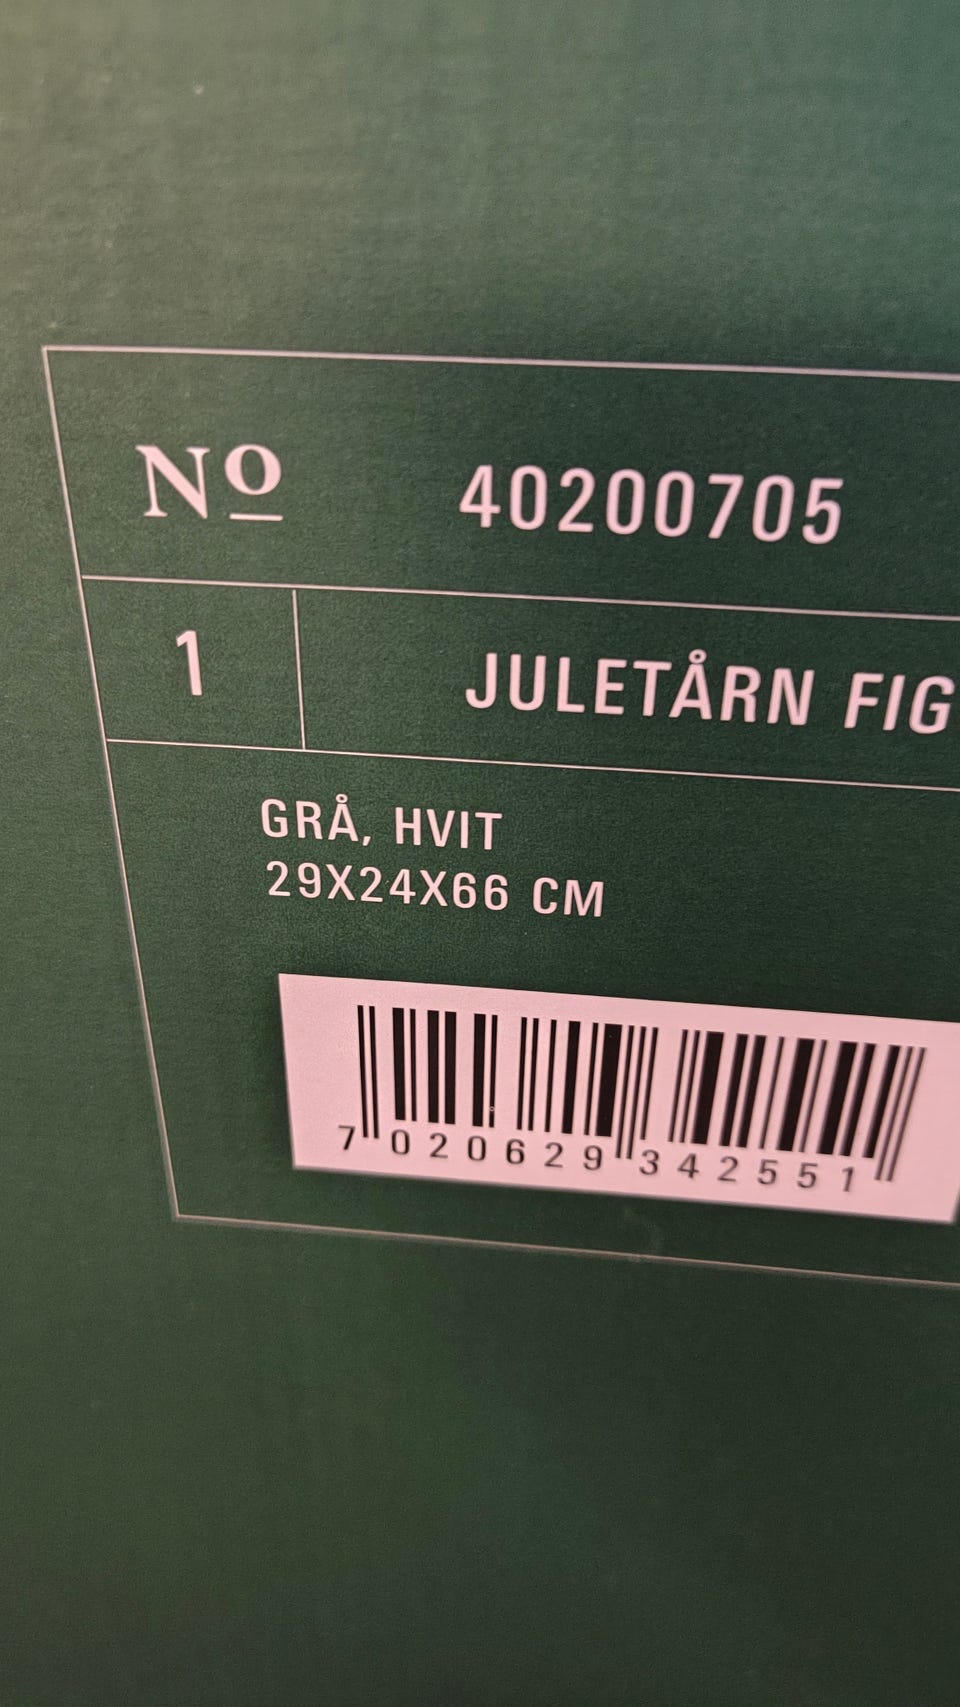 Nº 40200705
1 JULETÅRN FIG
GRÅ, HVIT
29X24X66 CM
7 020629 342551